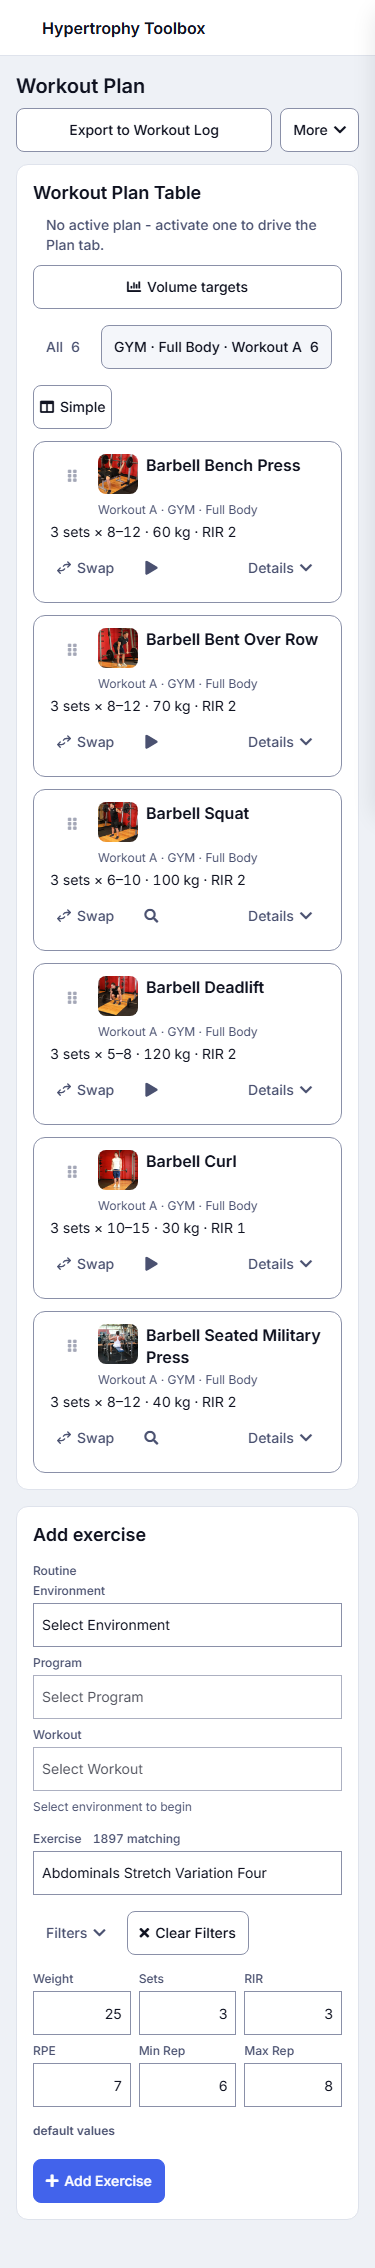 Hypertrophy Toolbox
Workout Plan
Export to Workout Log
More
Workout Plan Table
No active plan - activate one to drive the
Plan tab.
Volume targets
All 6
GYM · Full Body · Workout A 6
Simple
Barbell Bench Press
Workout A · GYM · Full Body
3 sets × 8–12 · 60 kg · RIR 2
Swap
Details
Barbell Bent Over Row
Workout A · GYM · Full Body
3 sets × 8–12 · 70 kg · RIR 2
Swap
Details
Barbell Squat
Workout A · GYM · Full Body
3 sets × 6–10 · 100 kg · RIR 2
Swap
Details
Barbell Deadlift
Workout A · GYM · Full Body
3 sets × 5–8 · 120 kg · RIR 2
Swap
Details
Barbell Curl
Workout A · GYM · Full Body
3 sets × 10–15 · 30 kg · RIR 1
Swap
Details
Barbell Seated Military
Press
Workout A · GYM · Full Body
3 sets × 8–12 · 40 kg · RIR 2
Swap
Details
Add exercise
Routine
Environment
Select Environment
Program
Select Program
Workout
Select Workout
Select environment to begin
Exercise 1897 matching
Abdominals Stretch Variation Four
Filters
Clear Filters
Weight Sets RIR
25 3 3
RPE Min Rep Max Rep
7 6 8
default values
Add Exercise